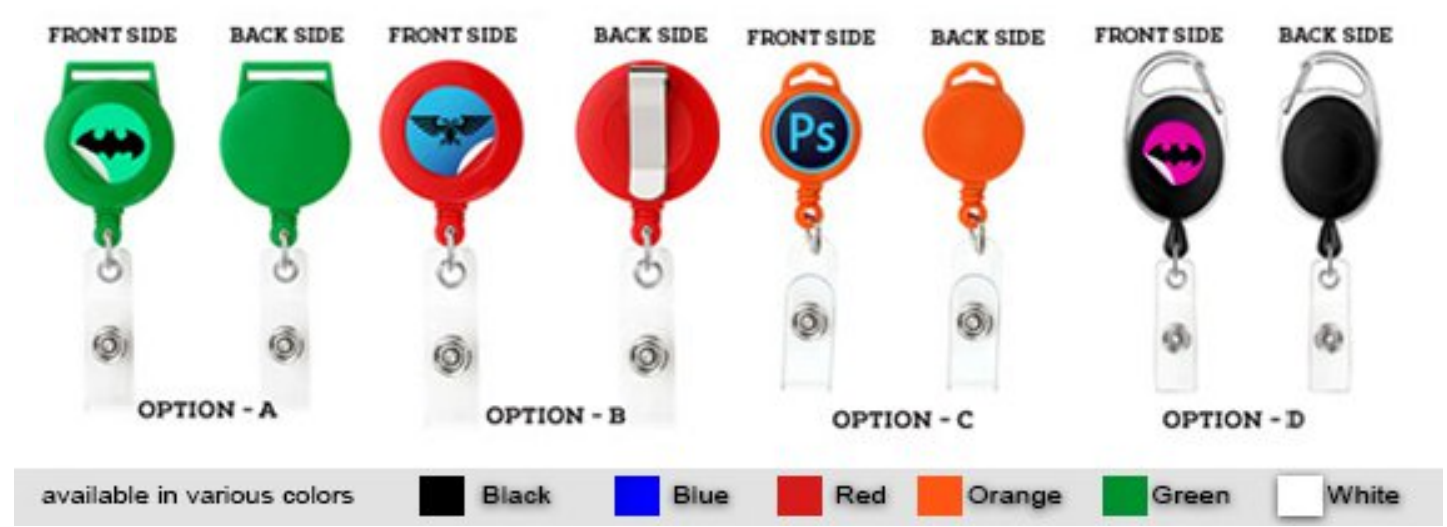 FRONT SIDE BACK SIDE FRONT SIDE BACK SIDE FRONT SIDE BACK SIDE FRONT SIDE BACK SIDE
Ps
OPTION - A OPTION - B OPTION - C OPTION - D
available in various colors Black Blue Red Orange Green White